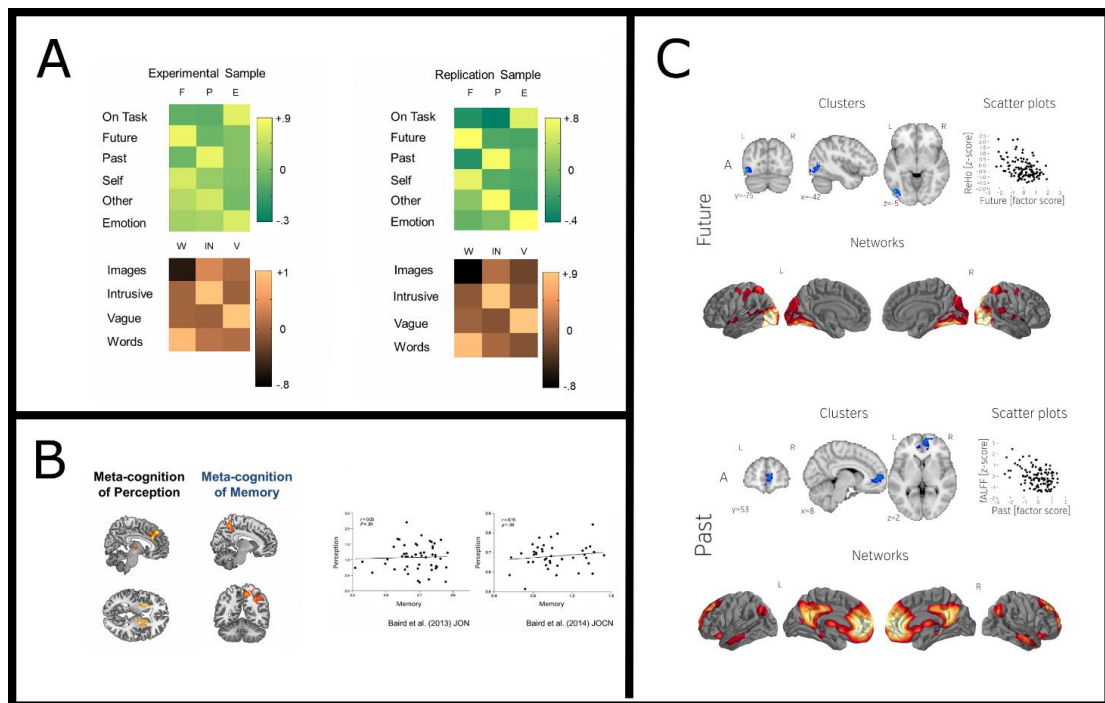 A
Experimental Sample
F P E
On Task
Future
Past
Self
Other
Emotion
+.9
-.3
W IN V
Images
Intrusive
Vague
Words
+1
0
-.8
Replication Sample
F P E
On Task
Future
Past
Self
Other
Emotion
+.8
-.4
W IN V
Images
Intrusive
Vague
Words
+.9
0
-.8
B
Meta-cognition
of Perception
Meta-cognition
of Memory
Perception
Memory
Baird et al. (2013) JON
Perception
Memory
Baird et al. (2014) JOCN
C
Future
Clusters
Scatter plots
L R
A
y=-75
x=-42
z=-5
ReHo [z-score]
Future [factor score]
Networks
L R
Past
Clusters
Scatter plots
L R
A
y=53
x=8
z=2
fALFF [z-score]
Past [factor score]
Networks
L R